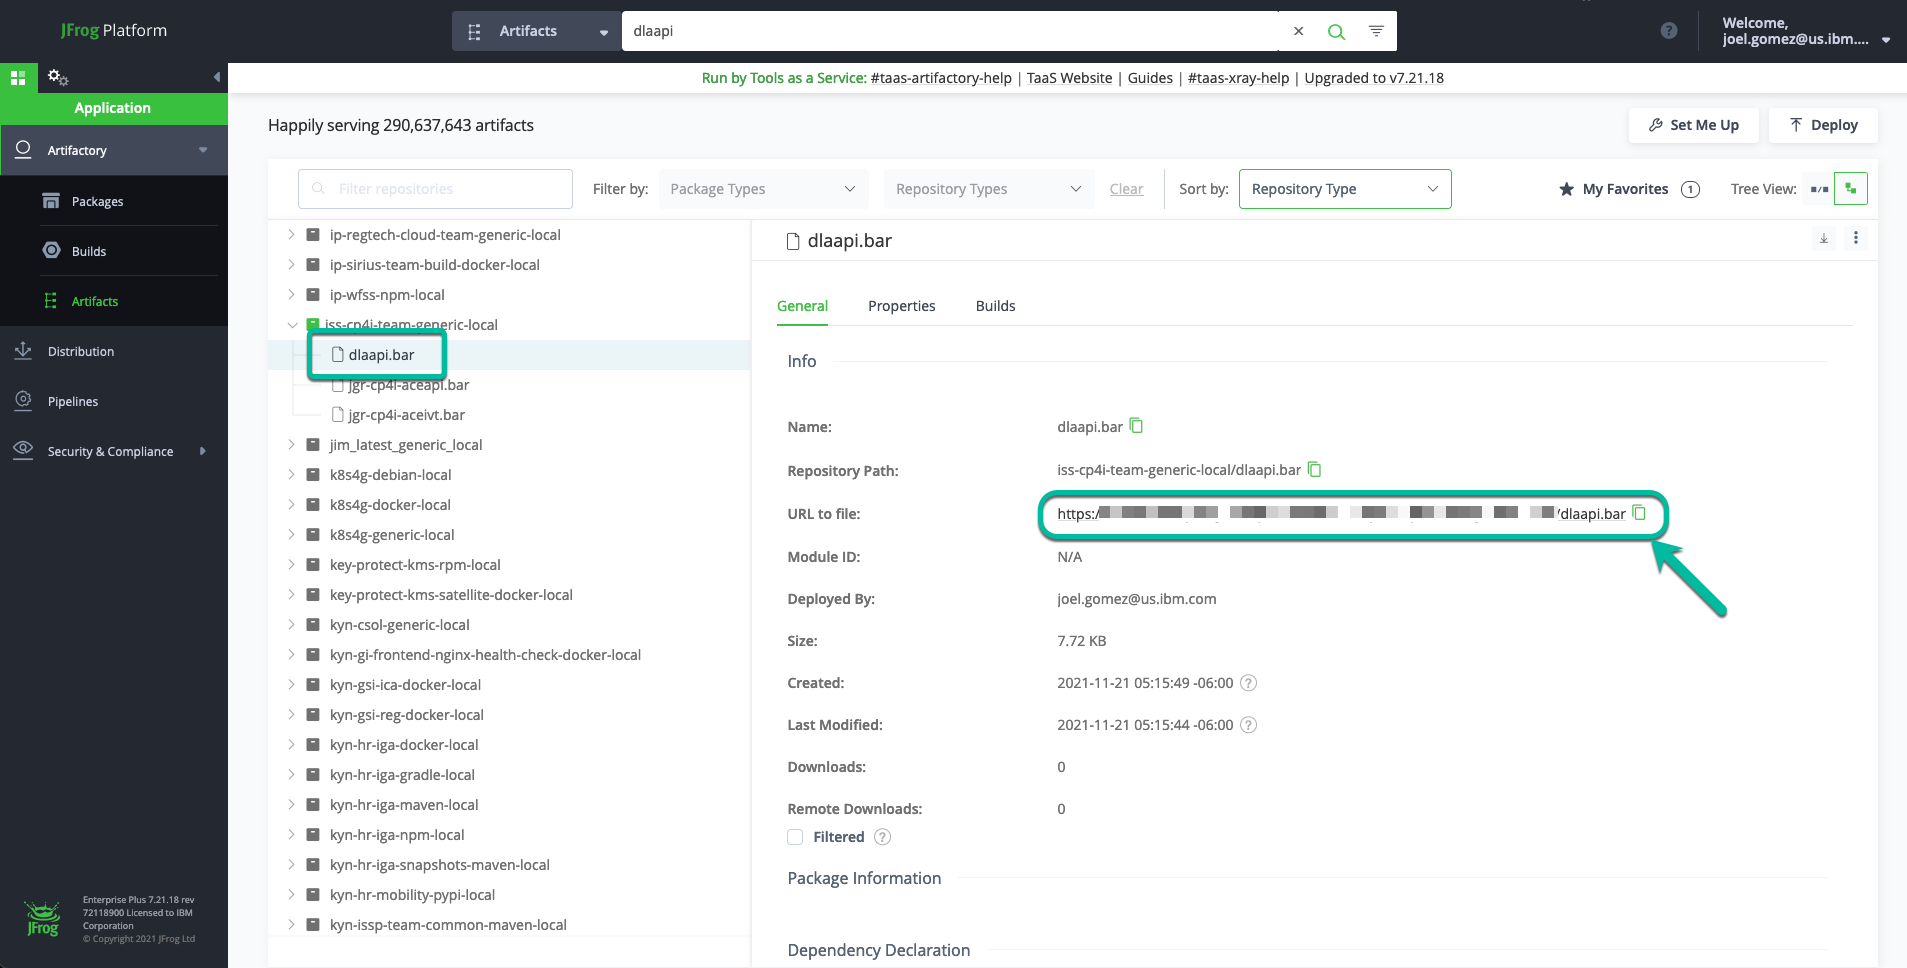 JFrog Platform
Artifacts
dlaapi
Welcome,
joel.gomez@us.ibm....
Run by Tools as a Service: #taas-artifactory-help | TaaS Website | Guides | #taas-xray-help | Upgraded to v7.21.18
Application
Artifactory
Packages
Builds
Artifacts
Distribution
Pipelines
Security & Compliance
JFrog
Enterprise Plus 7.21.18 rev
72118900 Licensed to IBM
Corporation
© Copyright 2021 JFrog Ltd
Happily serving 290,637,643 artifacts
Set Me Up
Deploy
Filter repositories
Filter by:
Package Types
Repository Types
Clear
Sort by:
Repository Type
My Favorites 1
Tree View:
ip-regtech-cloud-team-generic-local
ip-sirius-team-build-docker-local
ip-wfss-npm-local
iss-cp4i-team-generic-local
dlaapi.bar
jgr-cp4i-aceapi.bar
jgr-cp4i-aceivt.bar
jim_latest_generic_local
k8s4g-debian-local
k8s4g-docker-local
k8s4g-generic-local
key-protect-kms-rpm-local
key-protect-kms-satellite-docker-local
kyn-csol-generic-local
kyn-gi-frontend-nginx-health-check-docker-local
kyn-gsi-ica-docker-local
kyn-gsi-reg-docker-local
kyn-hr-iga-docker-local
kyn-hr-iga-gradle-local
kyn-hr-iga-maven-local
kyn-hr-iga-npm-local
kyn-hr-iga-snapshots-maven-local
kyn-hr-mobility-pypi-local
kyn-issp-team-common-maven-local
dlaapi.bar
General
Properties
Builds
Info
Name: dlaapi.bar
Repository Path: iss-cp4i-team-generic-local/dlaapi.bar
URL to file: https:/ /dlaapi.bar
Module ID: N/A
Deployed By: joel.gomez@us.ibm.com
Size: 7.72 KB
Created: 2021-11-21 05:15:49 -06:00
Last Modified: 2021-11-21 05:15:44 -06:00
Downloads: 0
Remote Downloads: 0
Filtered
Package Information
Dependency Declaration